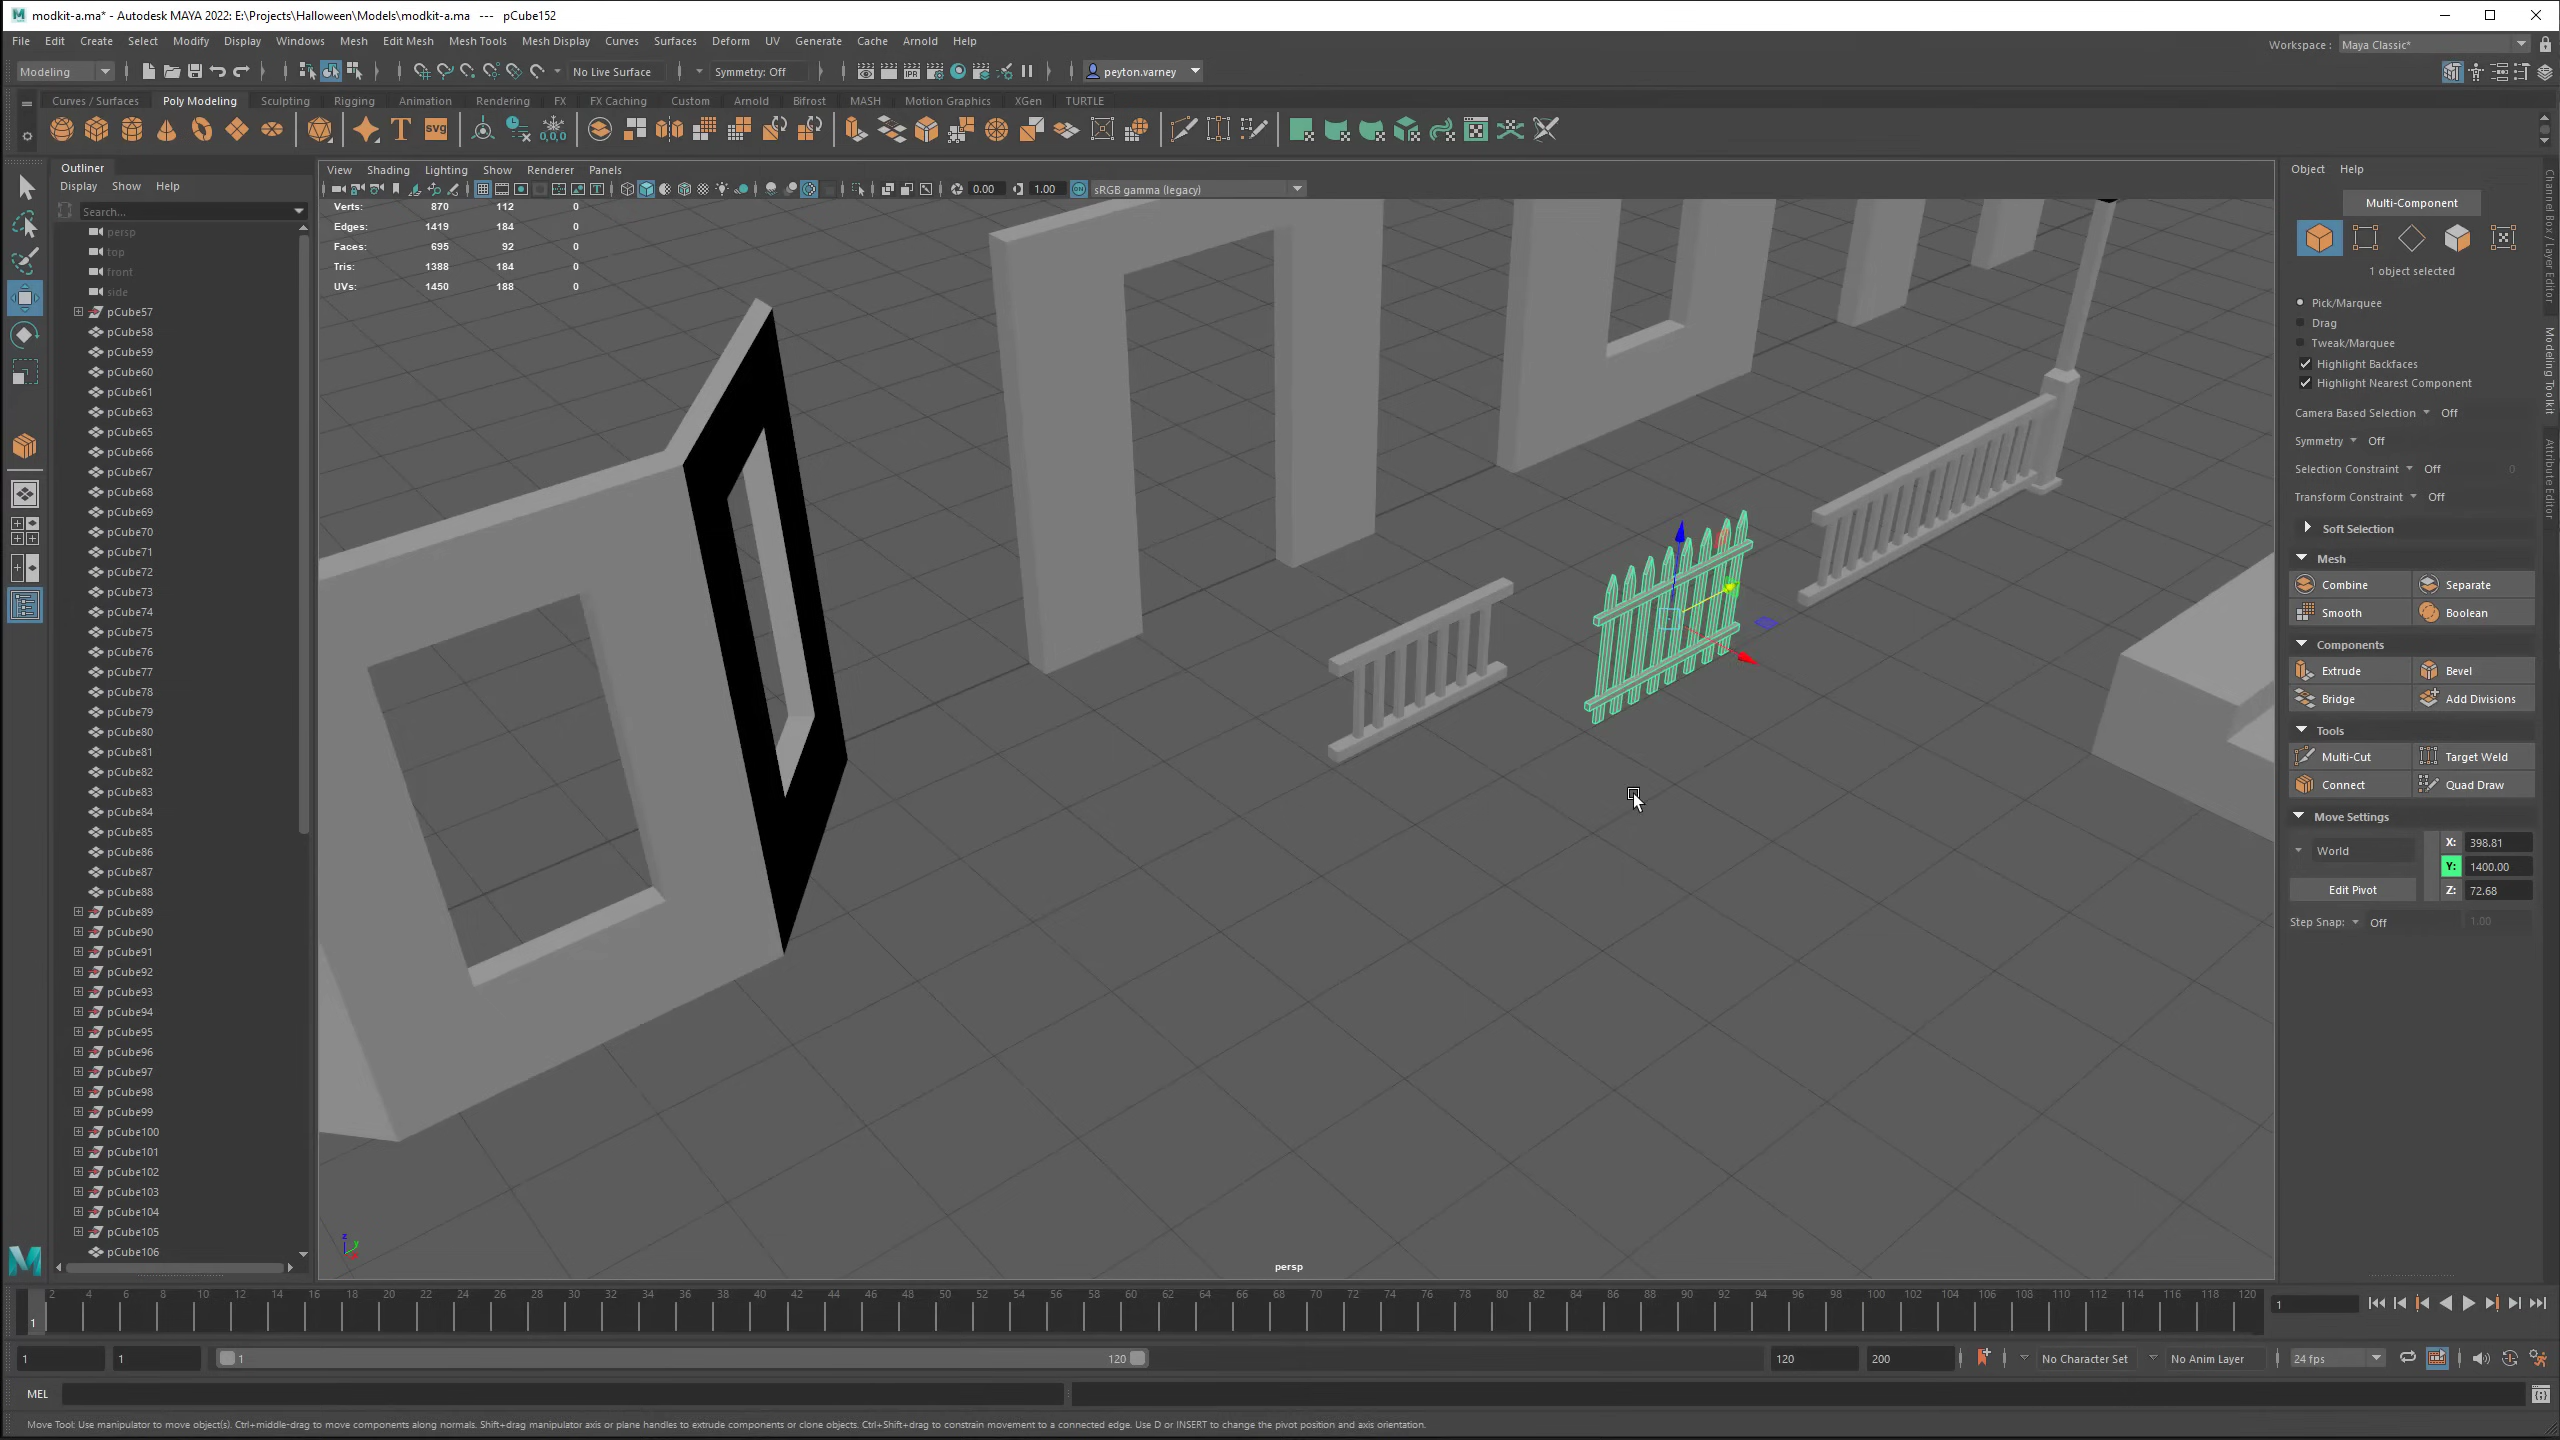 modkit-a.ma* - Autodesk MAYA 2022: E:\Projects\Halloween\Models\modkit-a.ma --- pCube152
File Edit Create Select Modify Display Windows Mesh Edit Mesh Mesh Tools Mesh Display Curves Surfaces Deform UV Generate Cache Arnold Help
Workspace : Maya Classic*
Modeling No Live Surface Symmetry: Off peyton.varney
Curves / Surfaces Poly Modeling Sculpting Rigging Animation Rendering FX FX Caching Custom Arnold Bifrost MASH Motion Graphics XGen TURTLE
SVG 0,0,0
Outliner
Display Show Help
Search...
persp
top
front
side
pCube57
pCube58
pCube59
pCube60
pCube61
pCube63
pCube65
pCube66
pCube67
pCube68
pCube69
pCube70
pCube71
pCube72
pCube73
pCube74
pCube75
pCube76
pCube77
pCube78
pCube79
pCube80
pCube81
pCube82
pCube83
pCube84
pCube85
pCube86
pCube87
pCube88
pCube89
pCube90
pCube91
pCube92
pCube93
pCube94
pCube95
pCube96
pCube97
pCube98
pCube99
pCube100
pCube101
pCube102
pCube103
pCube104
pCube105
pCube106
View Shading Lighting Show Renderer Panels
0.00 1.00 sRGB gamma (legacy)
Verts: 870 112 0
Edges: 1419 184 0
Faces: 695 92 0
Tris: 1388 184 0
UVs: 1450 188 0
persp
Object Help
Multi-Component
1 object selected
Pick/Marquee
Drag
Tweak/Marquee
Highlight Backfaces
Highlight Nearest Component
Camera Based Selection Off
Symmetry Off
Selection Constraint Off 0
Transform Constraint Off
Soft Selection
Mesh
Combine Separate
Smooth Boolean
Components
Extrude Bevel
Bridge Add Divisions
Tools
Multi-Cut Target Weld
Connect Quad Draw
Move Settings
World
X: 398.81
Y: 1400.00
Edit Pivot
Z: 72.68
Step Snap: Off 1.00
Channel Box / Layer Editor
Modeling Toolkit
Attribute Editor
2 4 6 8 10 12 14 16 18 20 22 24 26 28 30 32 34 36 38 40 42 44 46 48 50 52 54 56 58 60 62 64 66 68 70 72 74 76 78 80 82 84 86 88 90 92 94 96 98 100 102 104 106 108 110 112 114 116 118 120
1
1
1 1 1 120 120 200 No Character Set No Anim Layer 24 fps
MEL
Move Tool: Use manipulator to move object(s). Ctrl+middle-drag to move components along normals. Shift+drag manipulator axis or plane handles to extrude components or clone objects. Ctrl+Shift+drag to constrain movement to a connected edge. Use D or INSERT to change the pivot position and axis orientation.